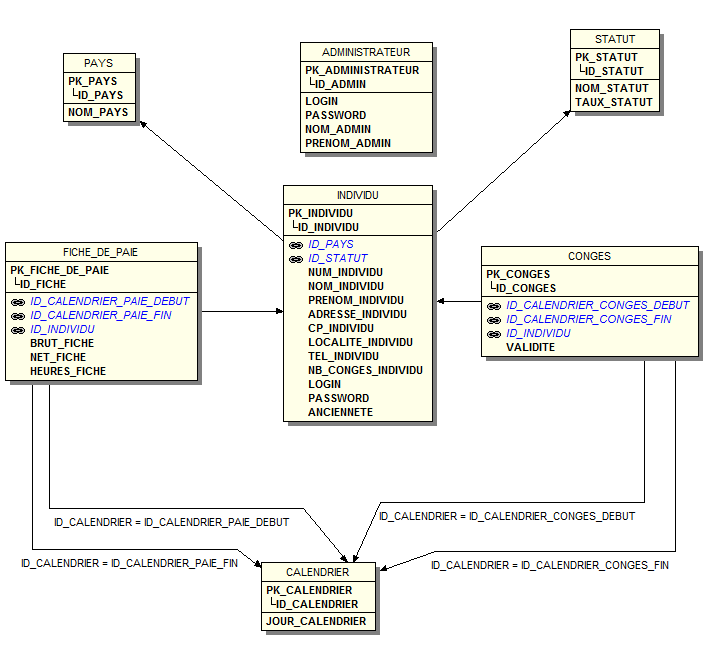 PAYS
PK_PAYS
ID_PAYS
NOM_PAYS
ADMINISTRATEUR
PK_ADMINISTRATEUR
ID_ADMIN
LOGIN
PASSWORD
NOM_ADMIN
PRENOM_ADMIN
STATUT
PK_STATUT
ID_STATUT
NOM_STATUT
TAUX_STATUT
INDIVIDU
PK_INDIVIDU
ID_INDIVIDU
ID_PAYS
ID_STATUT
NUM_INDIVIDU
NOM_INDIVIDU
PRENOM_INDIVIDU
ADRESSE_INDIVIDU
CP_INDIVIDU
LOCALITE_INDIVIDU
TEL_INDIVIDU
NB_CONGES_INDIVIDU
LOGIN
PASSWORD
ANCIENNETE
FICHE_DE_PAIE
PK_FICHE_DE_PAIE
ID_FICHE
ID_CALENDRIER_PAIE_DEBUT
ID_CALENDRIER_PAIE_FIN
ID_INDIVIDU
BRUT_FICHE
NET_FICHE
HEURES_FICHE
CONGES
PK_CONGES
ID_CONGES
ID_CALENDRIER_CONGES_DEBUT
ID_CALENDRIER_CONGES_FIN
ID_INDIVIDU
VALIDITE
ID_CALENDRIER = ID_CALENDRIER_PAIE_DEBUT
ID_CALENDRIER = ID_CALENDRIER_CONGES_DEBUT
ID_CALENDRIER = ID_CALENDRIER_PAIE_FIN
ID_CALENDRIER = ID_CALENDRIER_CONGES_FIN
CALENDRIER
PK_CALENDRIER
ID_CALENDRIER
JOUR_CALENDRIER